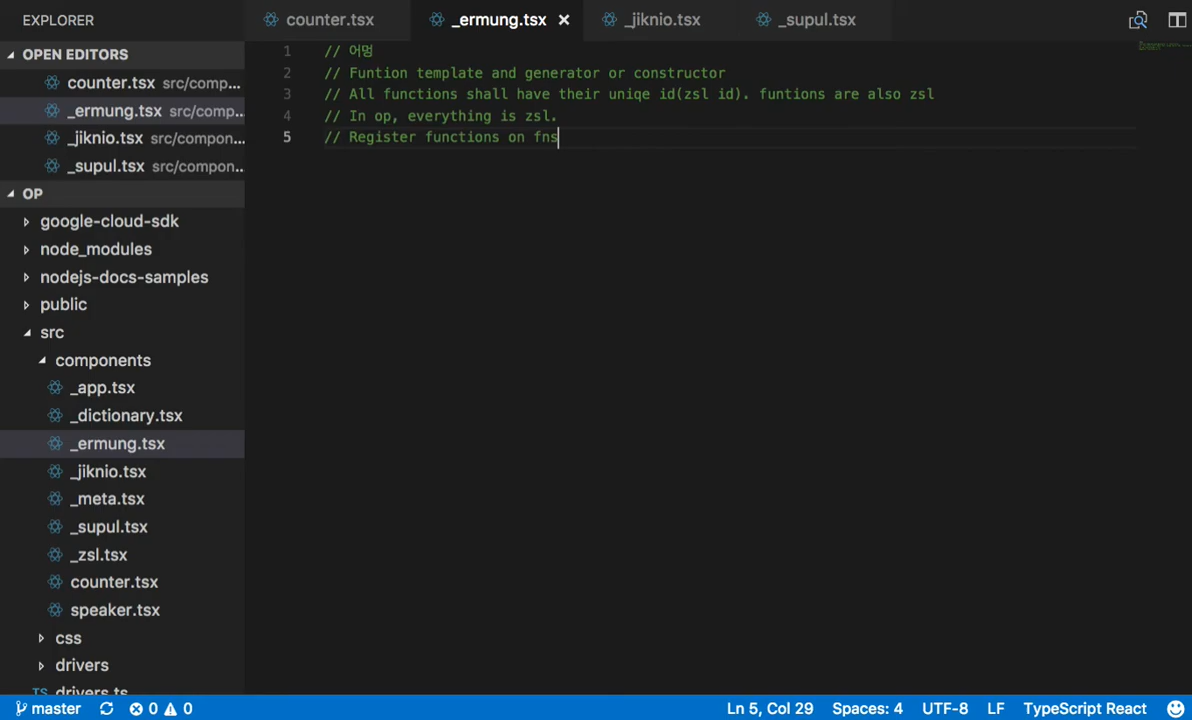 EXPLORER
counter.tsx
_ermung.tsx
_jiknio.tsx
_supul.tsx
OPEN EDITORS
counter.tsx src/comp...
_ermung.tsx src/comp...
_jiknio.tsx src/compon...
_supul.tsx src/compon...
OP
google-cloud-sdk
node_modules
nodejs-docs-samples
public
src
components
_app.tsx
_dictionary.tsx
_ermung.tsx
_jiknio.tsx
_meta.tsx
_supul.tsx
_zsl.tsx
counter.tsx
speaker.tsx
css
drivers
TS drivers.ts
1 // 어멍
2 // Funtion template and generator or constructor
3 // All functions shall have their uniqe id(zsl id). funtions are also zsl
4 // In op, everything is zsl.
5 // Register functions on fns
master 0 0 Ln 5, Col 29 Spaces: 4 UTF-8 LF TypeScript React